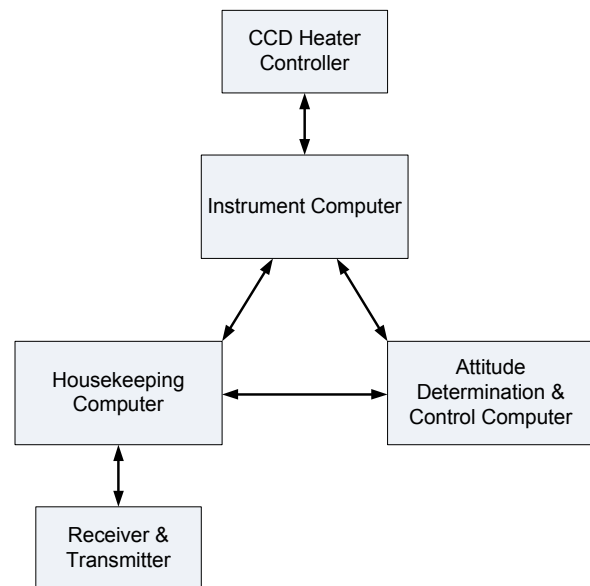 CCD Heater
Controller
Instrument Computer
Housekeeping
Computer
Attitude
Determination &
Control Computer
Receiver &
Transmitter